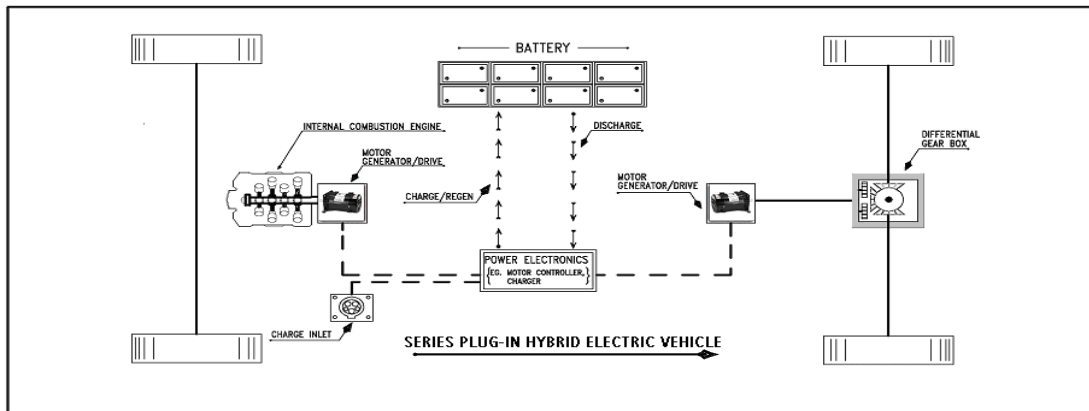 BATTERY
INTERNAL COMBUSTION ENGINE
MOTOR
GENERATOR/DRIVE
CHARGE/REGEN
DISCHARGE
MOTOR
GENERATOR/DRIVE
DIFFERENTIAL
GEAR BOX
POWER ELECTRONICS
{EG. MOTOR CONTROLLER,
CHARGER}
CHARGE INLET
SERIES PLUG-IN HYBRID ELECTRIC VEHICLE